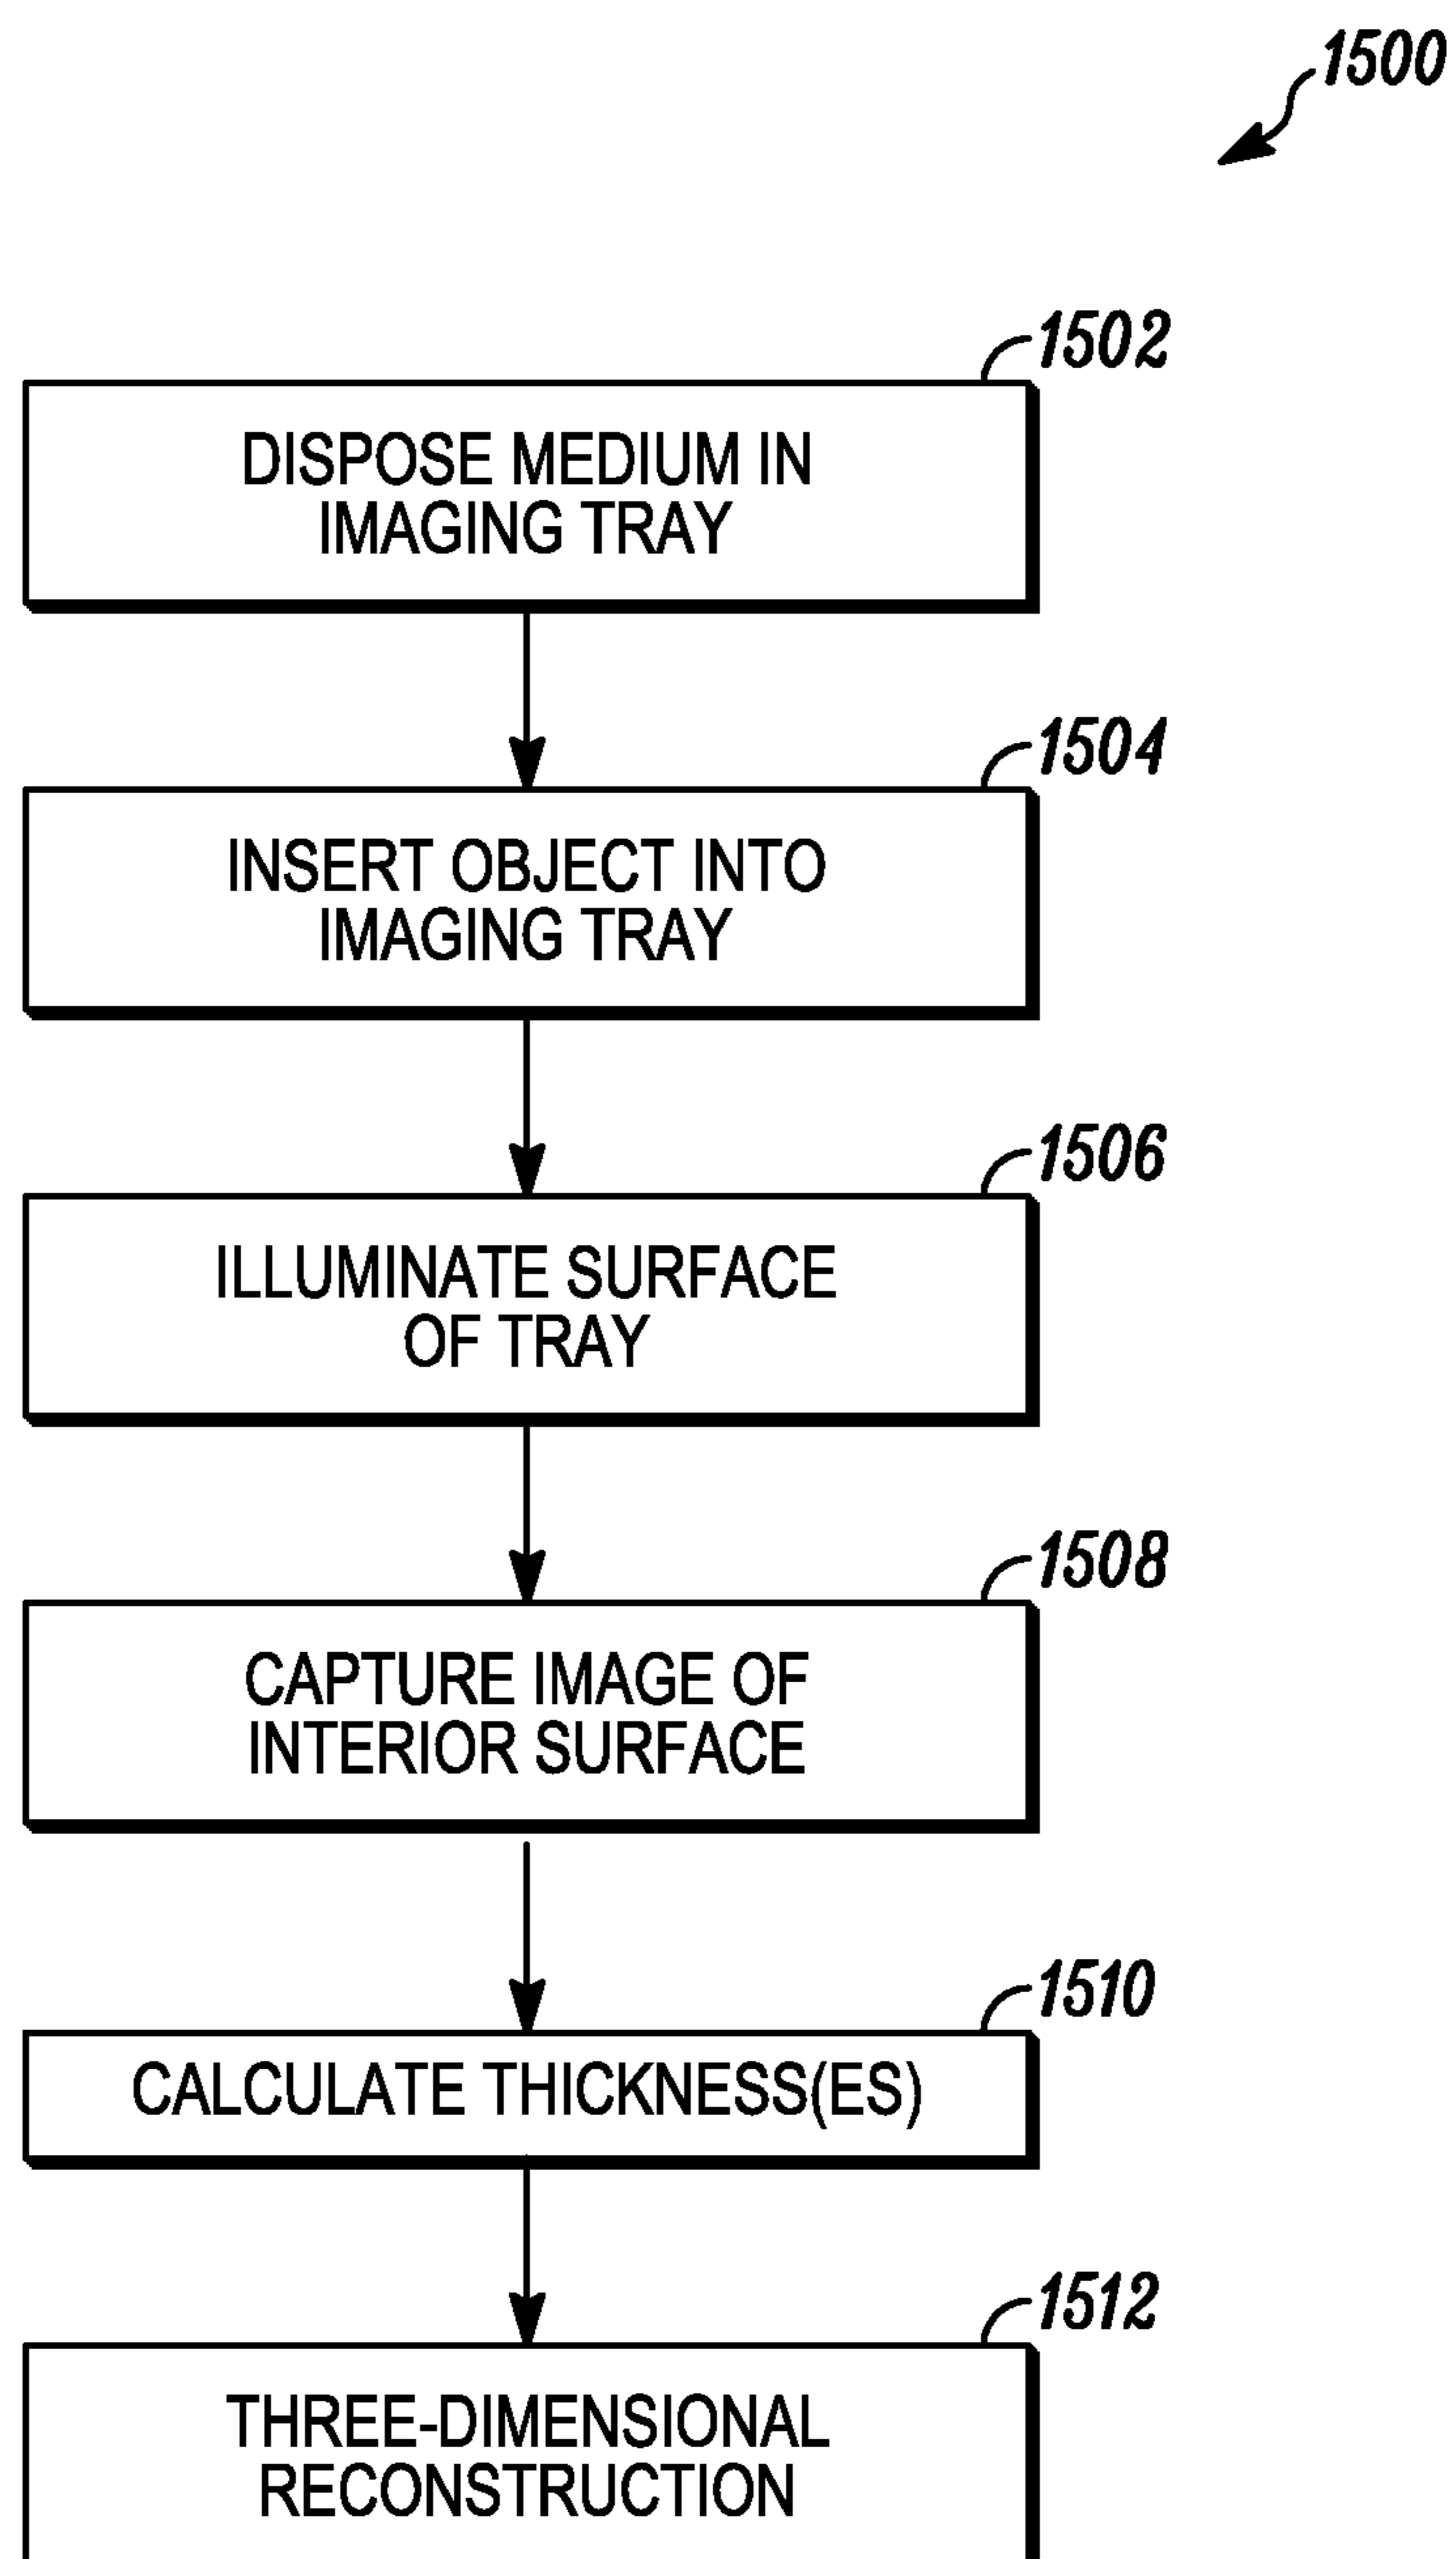 1500
1502
DISPOSE MEDIUM IN
IMAGING TRAY
1504
INSERT OBJECT INTO
IMAGING TRAY
1506
ILLUMINATE SURFACE
OF TRAY
1508
CAPTURE IMAGE OF
INTERIOR SURFACE
1510
CALCULATE THICKNESS(ES)
1512
THREE-DIMENSIONAL
RECONSTRUCTION